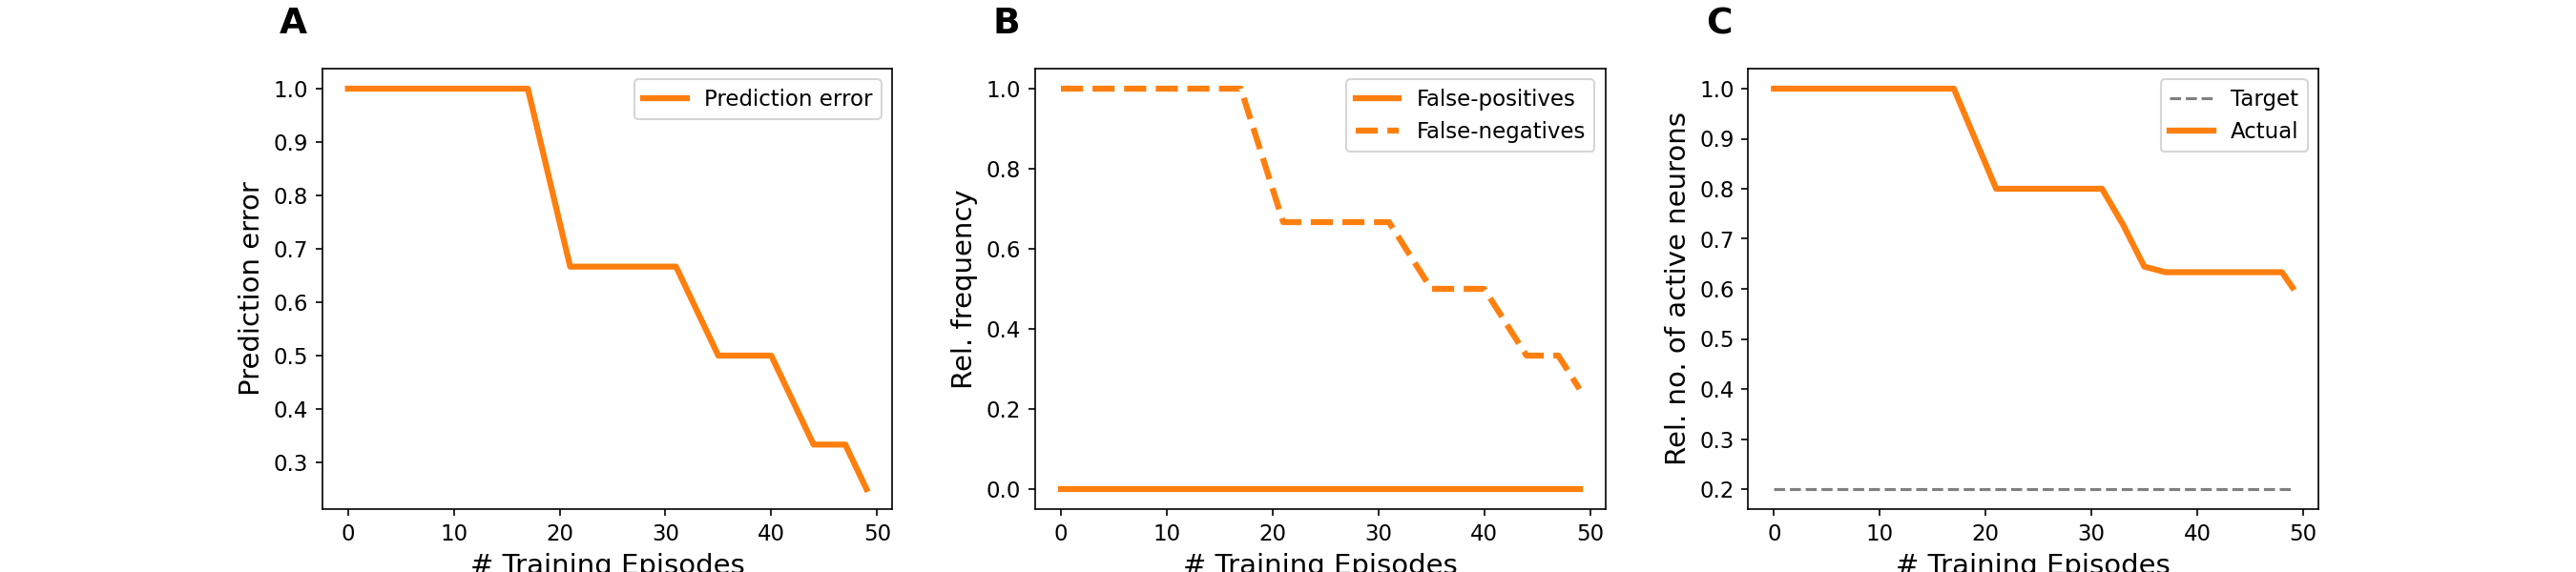 A
Prediction error
1.0
0.9
0.8
0.7
0.6
0.5
0.4
0.3
Prediction error
0 10 20 30 40 50
# Training Episodes
B
False-positives
False-negatives
1.0
0.8
0.6
0.4
0.2
0.0
Rel. frequency
0 10 20 30 40 50
# Training Episodes
C
Target
Actual
1.0
0.9
0.8
0.7
0.6
0.5
0.4
0.3
0.2
Rel. no. of active neurons
0 10 20 30 40 50
# Training Episodes